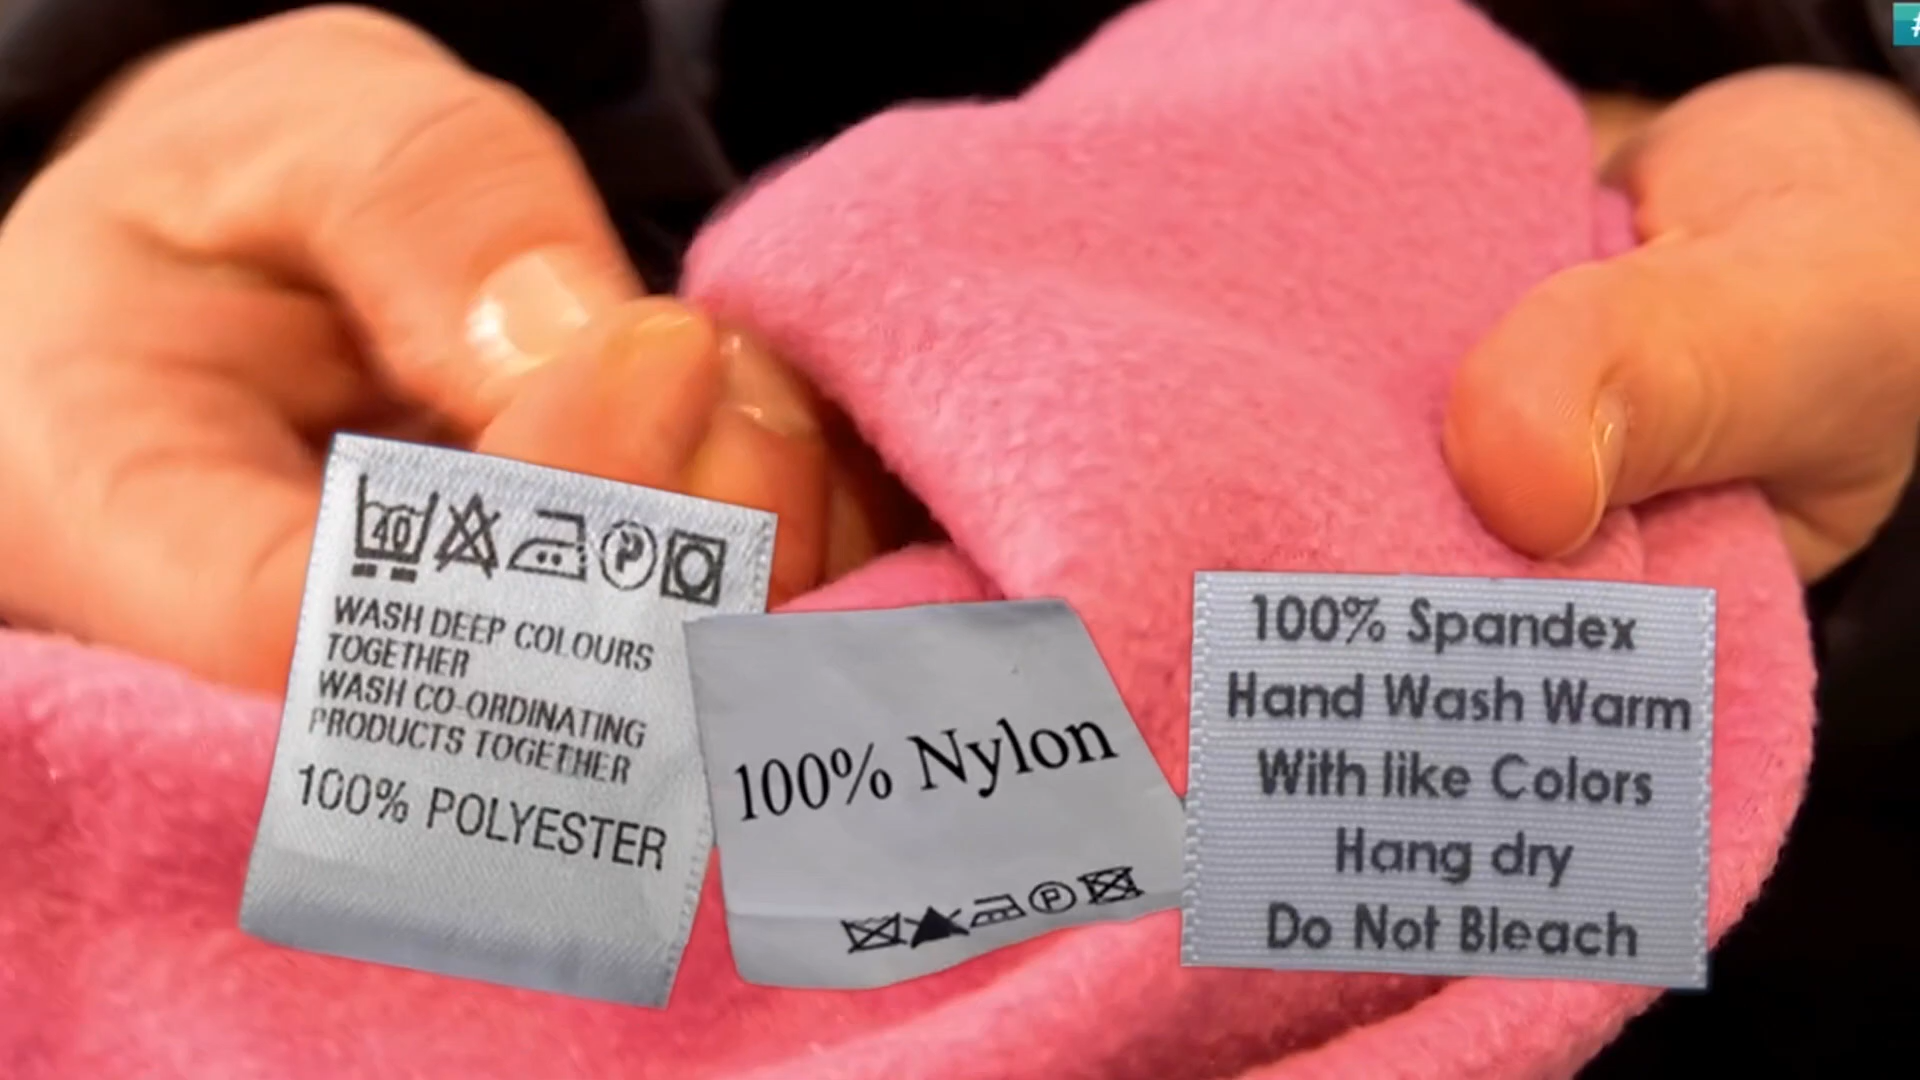 40
P
WASH DEEP COLOURS
TOGETHER
WASH CO-ORDINATING
PRODUCTS TOGETHER
100% POLYESTER
100% Nylon
P
100% Spandex
Hand Wash Warm
With like Colors
Hang dry
Do Not Bleach